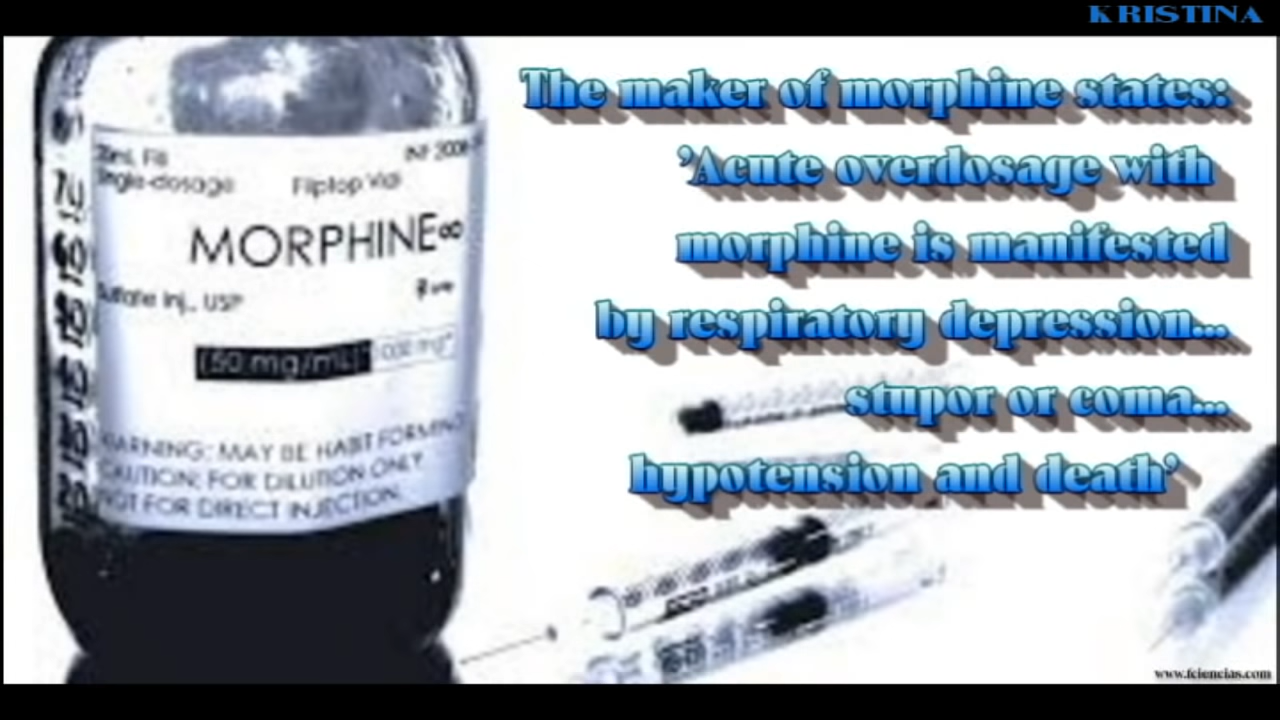 KRISTINA
The maker of morphine states:
'Acute overdosage with
morphine is manifested
by respiratory depression...
stupor or coma...
hypotension and death'
Single-dosage Fliptop Vial
MORPHINE
Inj., USP
(50 mg/mL)
WARNING: MAY BE HABIT FORMING
CAUTION: FOR DILUTION ONLY
NOT FOR DIRECT INJECTION.
www.fciencias.com